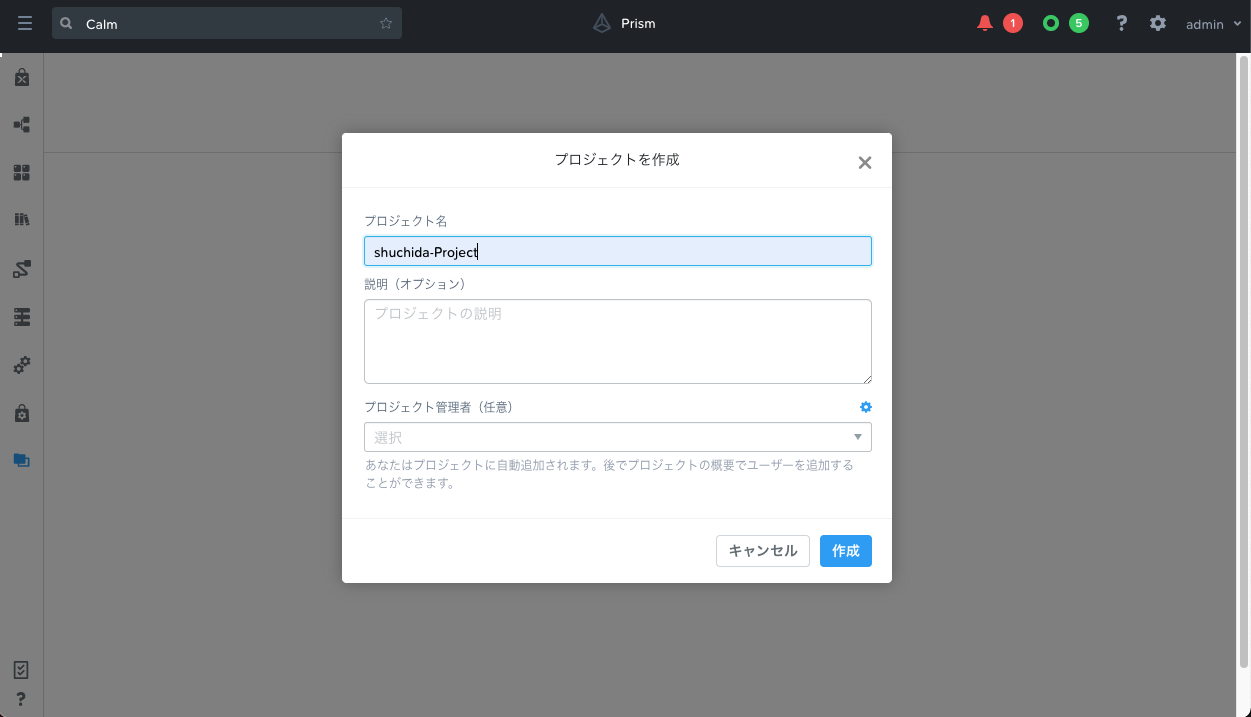 Calm
Prism
1
5
?
admin
プロジェクトを作成
プロジェクト名
shuchida-Project
説明（オプション）
プロジェクトの説明
プロジェクト管理者（任意）
選択
あなたはプロジェクトに自動追加されます。後でプロジェクトの概要でユーザーを追加する
ことができます。
キャンセル
作成
?